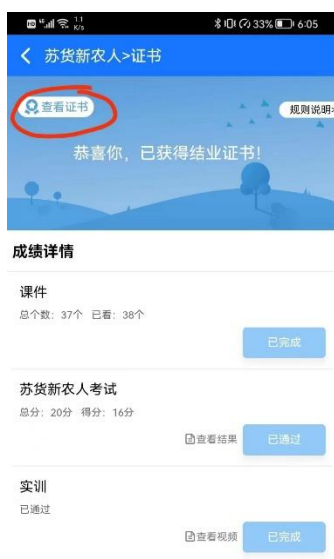 HD 4G 1.1 K/s 33% 6:05
苏货新农人>证书
查看证书
规则说明>
恭喜你，已获得结业证书！
成绩详情
课件
总个数：37个 已看：38个
已完成
苏货新农人考试
总分：20分 得分：16分
查看结果 已通过
实训
已通过
查看视频 已完成